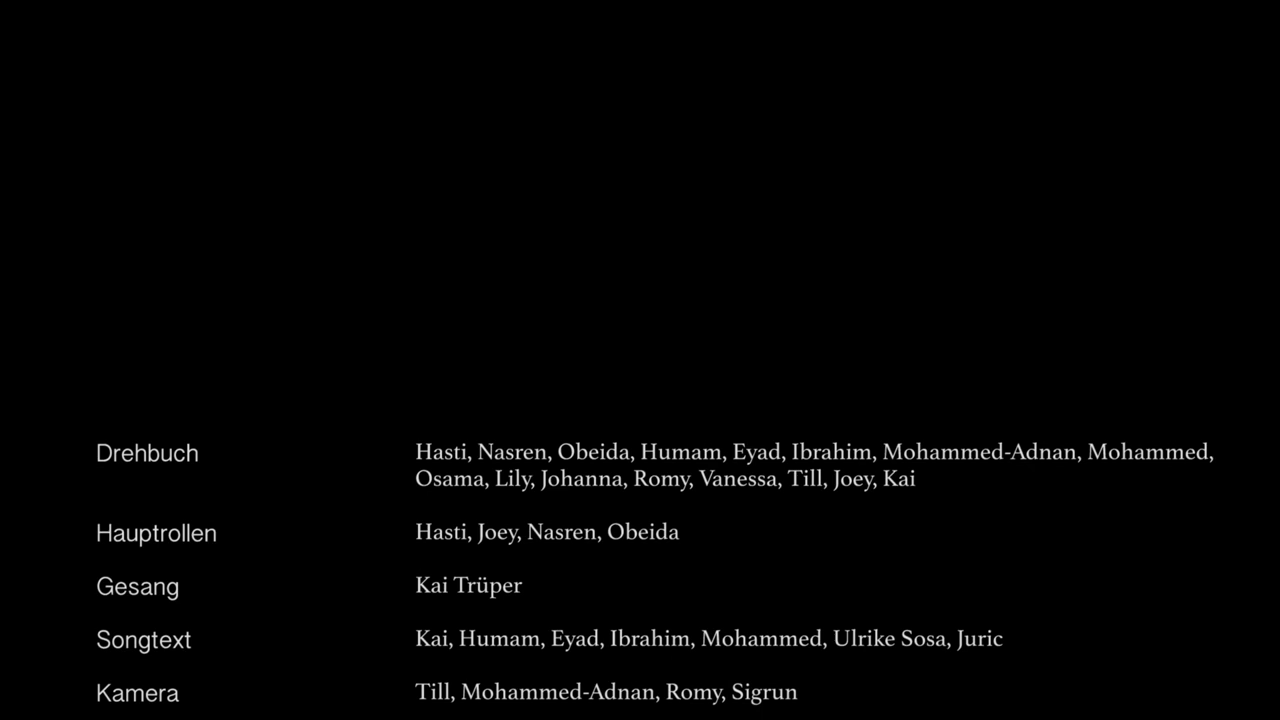 Drehbuch Hasti, Nasren, Obeida, Humam, Eyad, Ibrahim, Mohammed-Adnan, Mohammed,
Osama, Lily, Johanna, Romy, Vanessa, Till, Joey, Kai
Hauptrollen Hasti, Joey, Nasren, Obeida
Gesang Kai Trüper
Songtext Kai, Humam, Eyad, Ibrahim, Mohammed, Ulrike Sosa, Juric
Kamera Till, Mohammed-Adnan, Romy, Sigrun